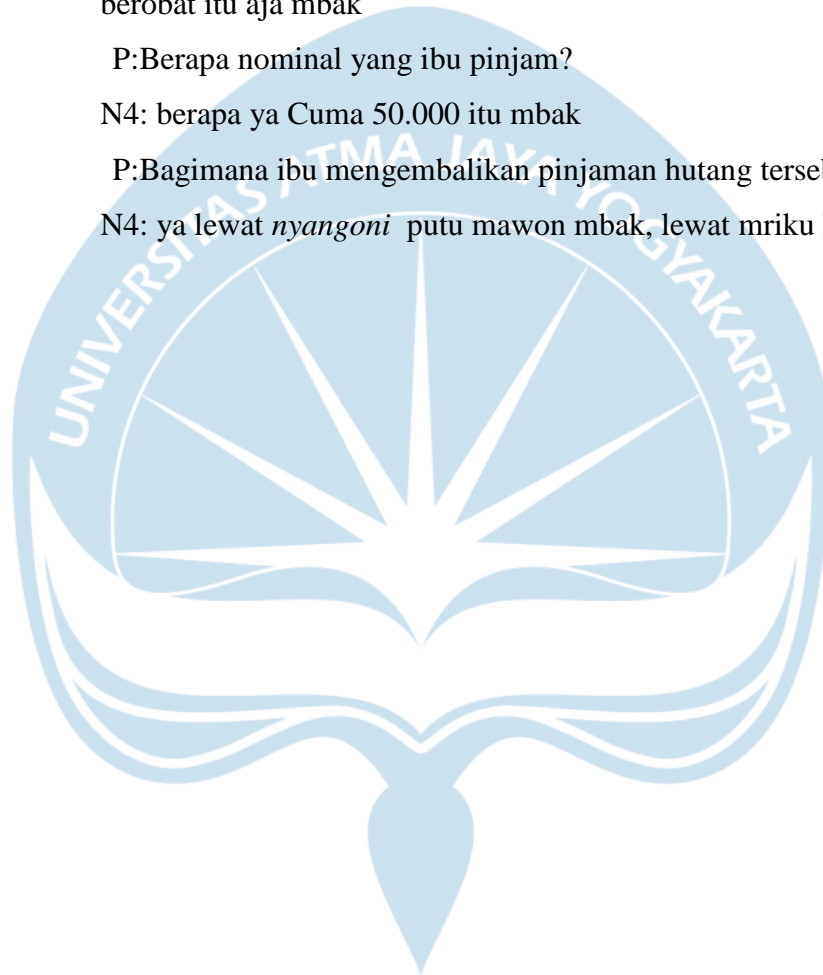 berobat itu aja mbak
P:Berapa nominal yang ibu pinjam?
N4: berapa ya Cuma 50.000 itu mbak
P:Bagimana ibu mengembalikan pinjaman hutang
N4: ya lewat nyangoni putu mawon mbak, lewat mriku
UNIVERSITAS ATMA JAYA YOGYAKARTA